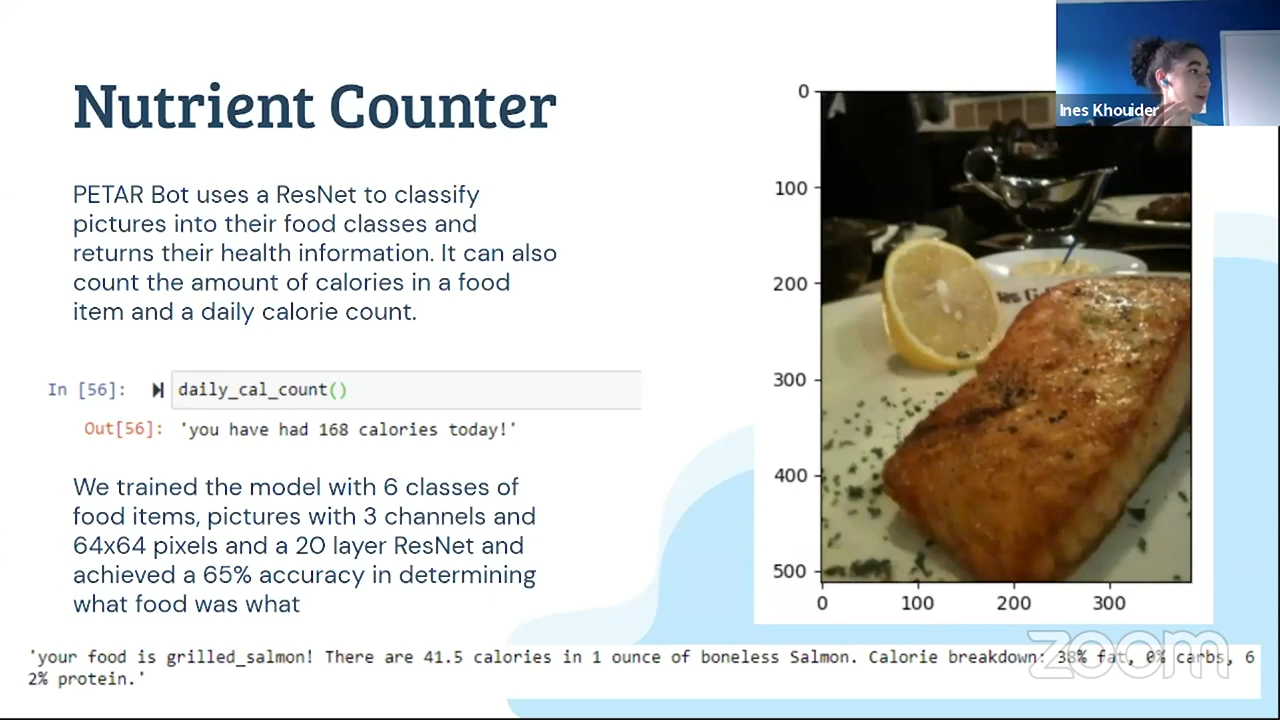 Nutrient Counter
PETAR Bot uses a ResNet to classify
pictures into their food classes and
returns their health information. It can also
count the amount of calories in a food
item and a daily calorie count.
In [56]: daily_cal_count()
Out[56]: 'you have had 168 calories today!'
We trained the model with 6 classes of
food items, pictures with 3 channels and
64x64 pixels and a 20 layer ResNet and
achieved a 65% accuracy in determining
what food was what
0
100
200
300
400
500
0 100 200 300
Ines Khouider
'your food is grilled_salmon! There are 41.5 calories in 1 ounce of boneless Salmon. Calorie breakdown: 38% fat, 0% carbs, 6
2% protein.'
zoom